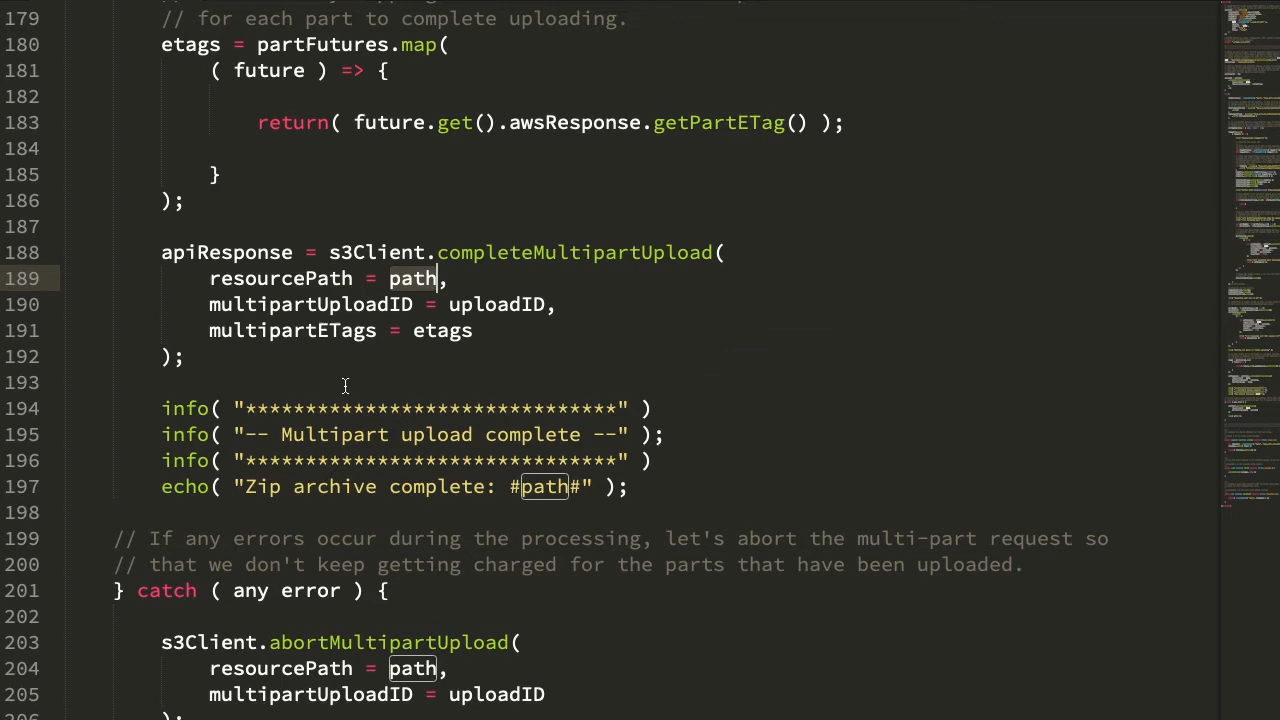 179 // for each part to complete uploading.
180 etags = partFutures.map(
181 ( future ) => {
182
183 return( future.get().awsResponse.getPartETag() );
184
185 }
186 );
187
188 apiResponse = s3Client.completeMultipartUpload(
189 resourcePath = path,
190 multipartUploadID = uploadID,
191 multipartETags = etags
192 );
193
194 info( "*******************************" )
195 info( "-- Multipart upload complete --" );
196 info( "*******************************" )
197 echo( "Zip archive complete: #path#" );
198
199 // If any errors occur during the processing, let's abort the multi-part request so
200 // that we don't keep getting charged for the parts that have been uploaded.
201 } catch ( any error ) {
202
203 s3Client.abortMultipartUpload(
204 resourcePath = path,
205 multipartUploadID = uploadID
206 );